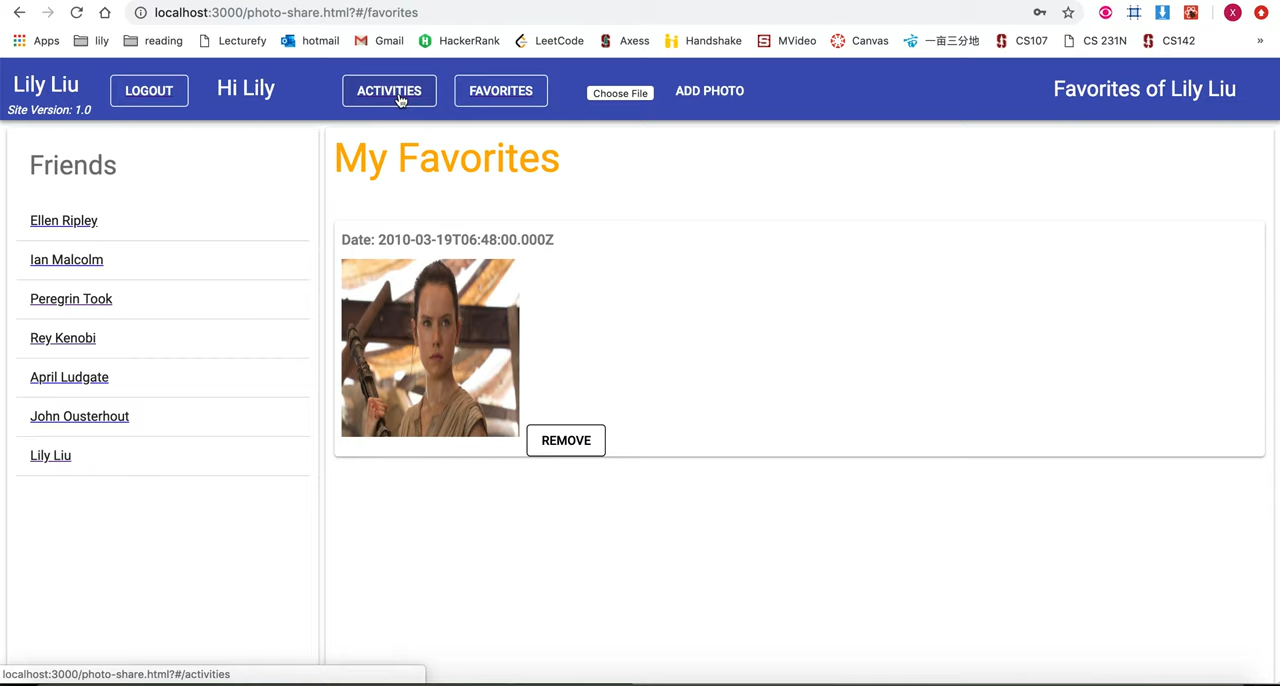 localhost:3000/photo-share.html?#/favorites
X
Apps lily reading Lecturefy hotmail Gmail HackerRank LeetCode Axess Handshake MVideo Canvas 一亩三分地 CS107 CS 231N CS142 »
Lily Liu LOGOUT Hi Lily ACTIVITIES FAVORITES Choose File ADD PHOTO Favorites of Lily Liu
Site Version: 1.0
Friends
Ellen Ripley
Ian Malcolm
Peregrin Took
Rey Kenobi
April Ludgate
John Ousterhout
Lily Liu
My Favorites
Date: 2010-03-19T06:48:00.000Z
REMOVE
localhost:3000/photo-share.html?#/activities